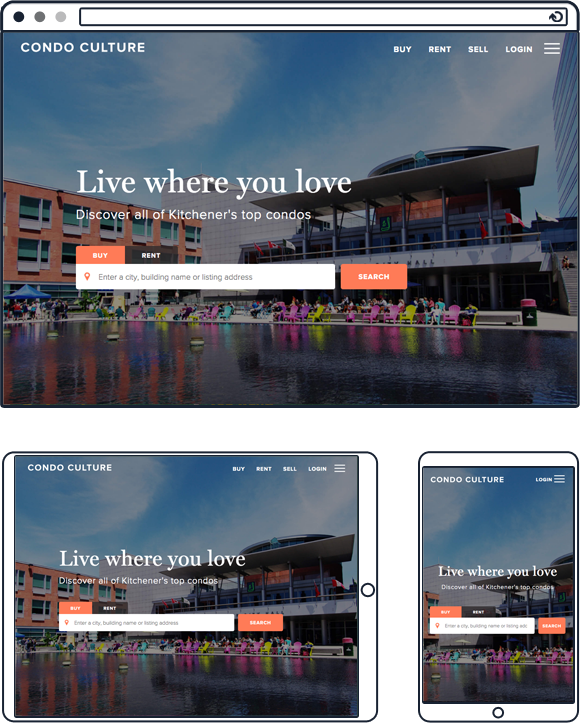 CONDO CULTURE
BUY RENT SELL LOGIN
Live where you love
Discover all of Kitchener's top condos
BUY RENT
Enter a city, building name or listing address SEARCH
CONDO CULTURE
BUY RENT SELL LOGIN
Live where you love
Discover all of Kitchener's top condos
BUY RENT
Enter a city, building name or listing address SEARCH
CONDO CULTURE
LOGIN
Live where you love
Discover all of Kitchener's top condos
BUY RENT
Enter a city, building name or listing add SEARCH